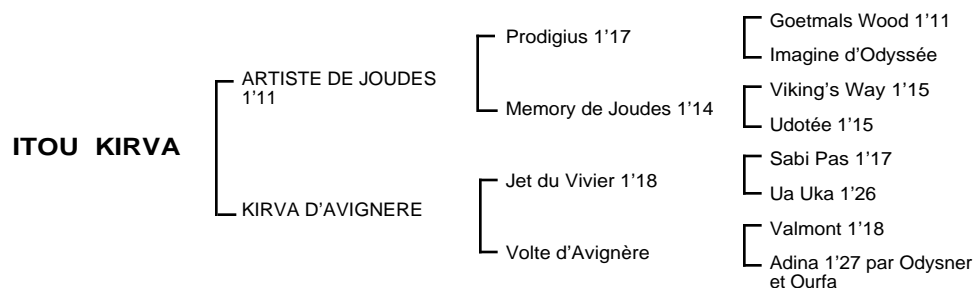 Goetmals Wood 1’11
Prodigius 1’17
Imagine d’Odyssée
ARTISTE DE JOUDES
1’11
Viking’s Way 1’15
Memory de Joudes 1’14
Udotée 1’15
ITOU KIRVA
Sabi Pas 1’17
Jet du Vivier 1’18
Ua Uka 1’26
KIRVA D’AVIGNERE
Valmont 1’18
Volte d’Avignère
Adina 1’27 par Odysner
et Ourfa